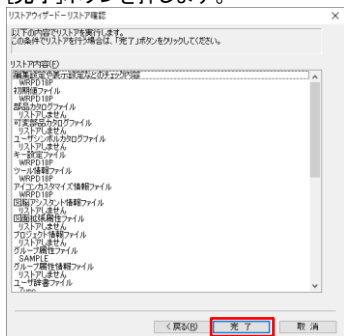 [完了]ボタンを押します。
リストアウィザードーリストア確認
以下の内容でリストアを実行します。
この条件でリストアを行う場合は、「完了」ボタンをクリックしてください。
リストア内容(E)
編集設定や表示設定などのチェック内容
WRPD18P
初期値ファイル
WRPD18P
部品カタログファイル
リストアしません
可変部品カタログファイル
リストアしません
ユーザシンボルカタログファイル
リストアしません
キー設定ファイル
WRPD18P
ツール情報ファイル
WRPD18P
アイコンカスタマイズ情報ファイル
WRPD18P
図脳アシスタント情報ファイル
リストアしません
図面拡張属性ファイル
リストアしません
プロジェクト情報ファイル
リストアしません
グループ属性ファイル
SAMPLE
グループ属性情報ファイル
リストアしません
ユーザ辞書ファイル
< 戻る(B)
完 了
取 消